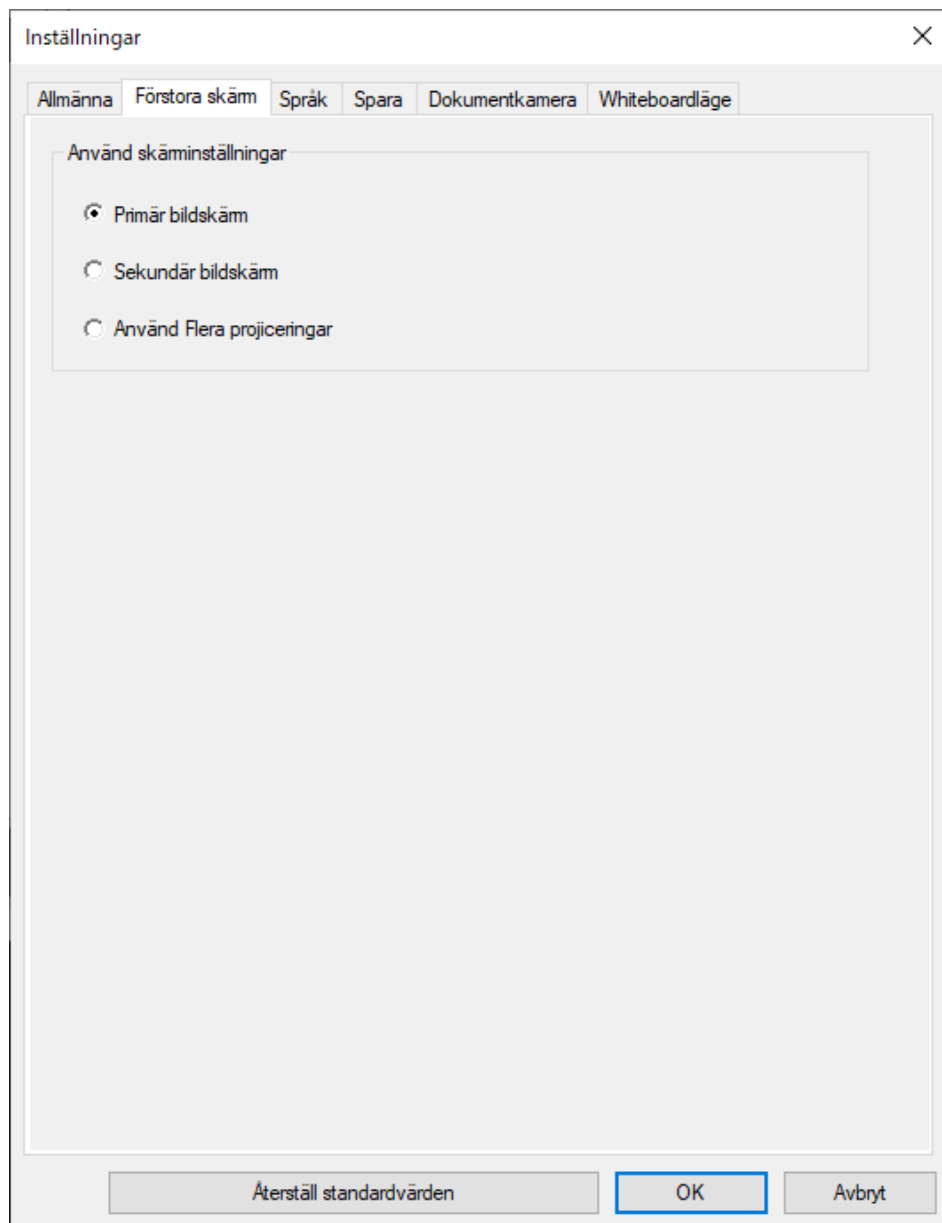 Inställningar
Allmänna Förstora skärm Språk Spara Dokumentkamera Whiteboardläge
Använd skärminställningar
Primär bildskärm
Sekundär bildskärm
Använd Flera projiceringar
Återställ standardvärden OK Avbryt